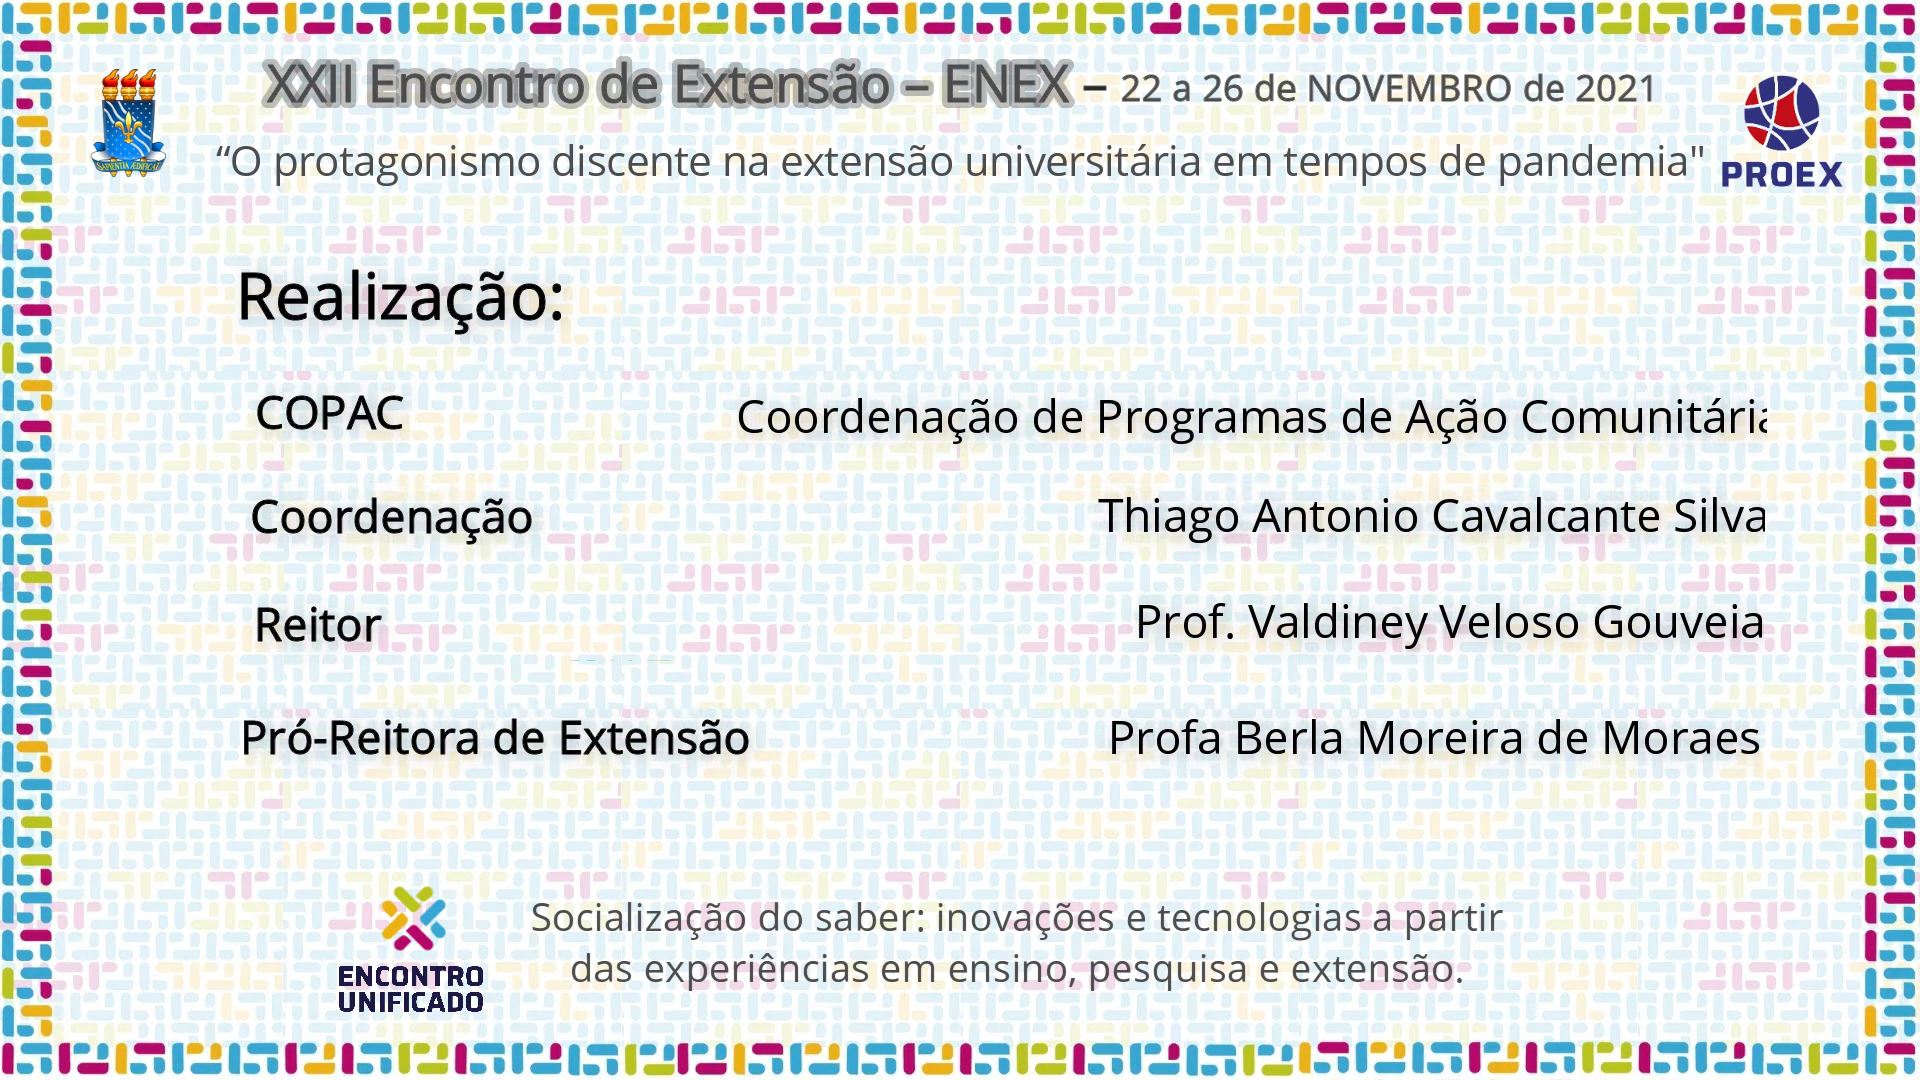 XXII Encontro de Extensão – ENEX – 22 a 26 de NOVEMBRO de 2021
“O protagonismo discente na extensão universitária em tempos de pandemia"
PROEX
SAPIENTIA ÆDIFICAT
Realização:
COPAC Coordenação de Programas de Ação Comunitária
Coordenação Thiago Antonio Cavalcante Silva
Reitor Prof. Valdiney Veloso Gouveia
Pró-Reitora de Extensão Profa Berla Moreira de Moraes
ENCONTRO
UNIFICADO
Socialização do saber: inovações e tecnologias a partir
das experiências em ensino, pesquisa e extensão.